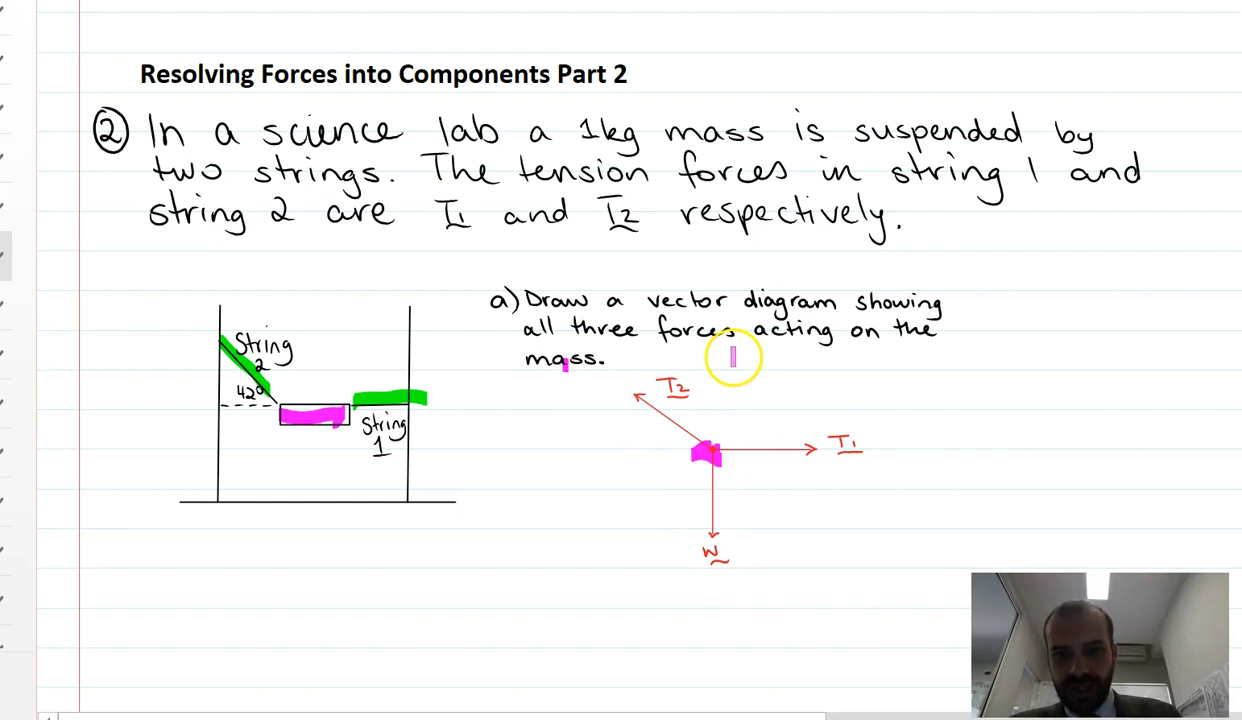 Resolving Forces into Components Part 2
② In a science lab a 1kg mass is suspended by
two strings. The tension forces in string 1 and
string 2 are T1 and T2 respectively.
a) Draw a vector diagram showing
all three forces acting on the
mass.
String
2
42°
String
1
T2
T1
W